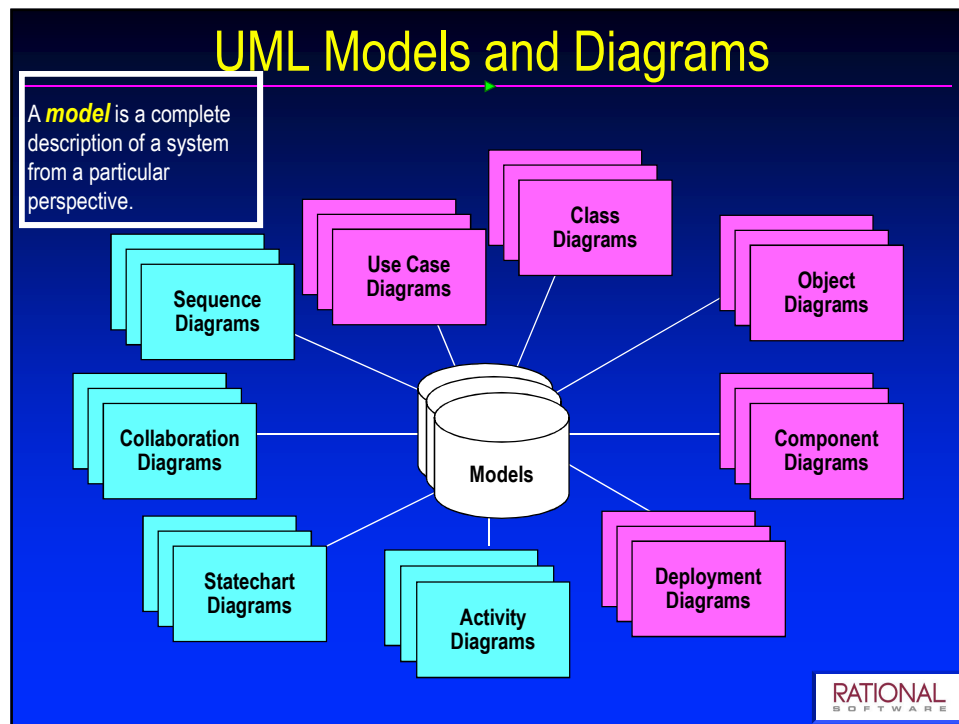 UML Models and Diagrams
A model is a complete
description of a system
from a particular
perspective.
Class
Diagrams
Use Case
Diagrams
Object
Diagrams
Sequence
Diagrams
Collaboration
Diagrams
Component
Diagrams
Models
Statechart
Diagrams
Activity
Diagrams
Deployment
Diagrams
RATIONAL
SOFTWARE